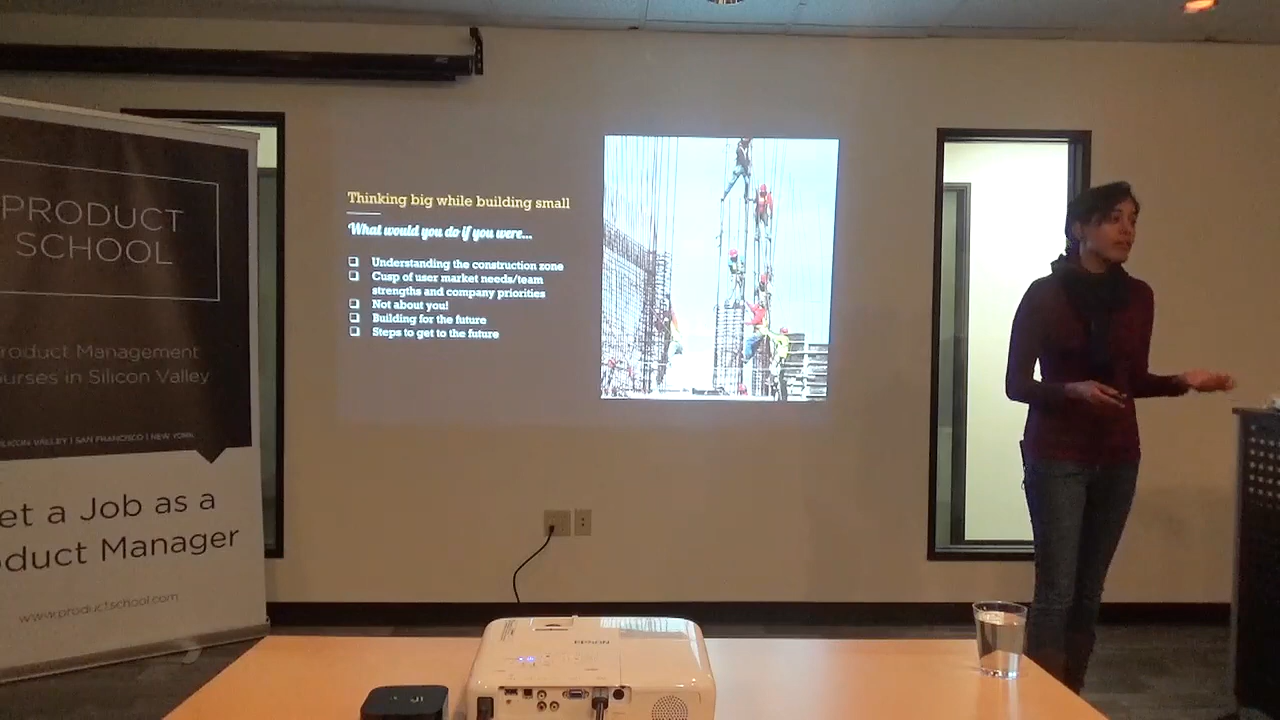 PRODUCT
SCHOOL
roduct Management
urses in Silicon Valley
SILICON VALLEY | SAN FRANCISCO | NEW YORK
et a Job as a
oduct Manager
www.productschool.com
Thinking big while building small
What would you do if you were...
Understanding the construction zone
Cusp of user market needs/team
strengths and company priorities
Not about you!
Building for the future
Steps to get to the future
EPSON